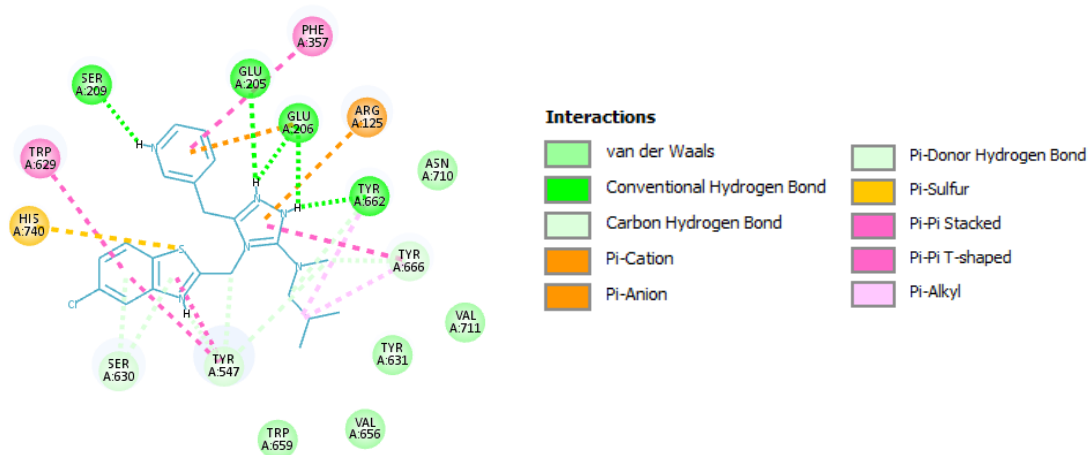 PHE
A:357
SER
A:209
GLU
A:205
GLU
A:206
ARG
A:125
TRP
A:629
ASN
A:710
TYR
A:662
HIS
A:740
TYR
A:666
H
N
H
N
N
H
N
N
S
N
H
Cl
VAL
A:711
SER
A:630
TYR
A:547
TYR
A:631
TRP
A:659
VAL
A:656
Interactions
van der Waals
Conventional Hydrogen Bond
Carbon Hydrogen Bond
Pi-Cation
Pi-Anion
Pi-Donor Hydrogen Bond
Pi-Sulfur
Pi-Pi Stacked
Pi-Pi T-shaped
Pi-Alkyl